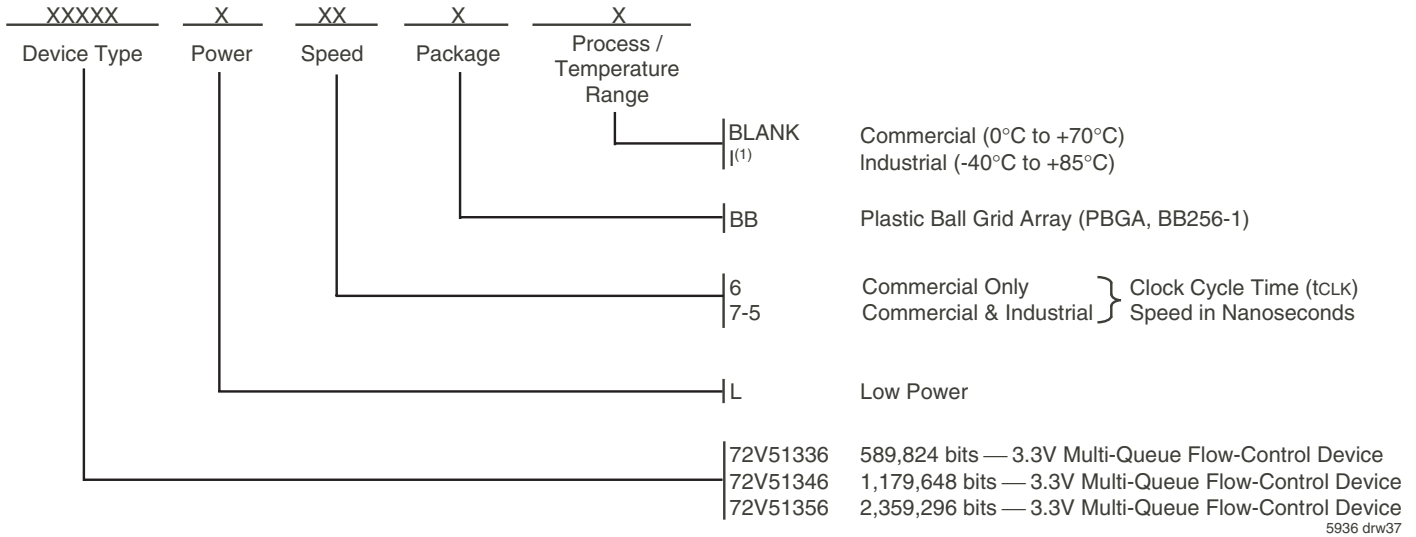 XXXXX X XX X X
Device Type Power Speed Package Process / Temperature Range
BLANK Commercial (0°C to +70°C)
I(1) Industrial (-40°C to +85°C)
BB Plastic Ball Grid Array (PBGA, BB256-1)
6 Commercial Only Clock Cycle Time (tCLK)
7-5 Commercial & Industrial Speed in Nanoseconds
L Low Power
72V51336 589,824 bits — 3.3V Multi-Queue Flow-Control Device
72V51346 1,179,648 bits — 3.3V Multi-Queue Flow-Control Device
72V51356 2,359,296 bits — 3.3V Multi-Queue Flow-Control Device
5936 drw37